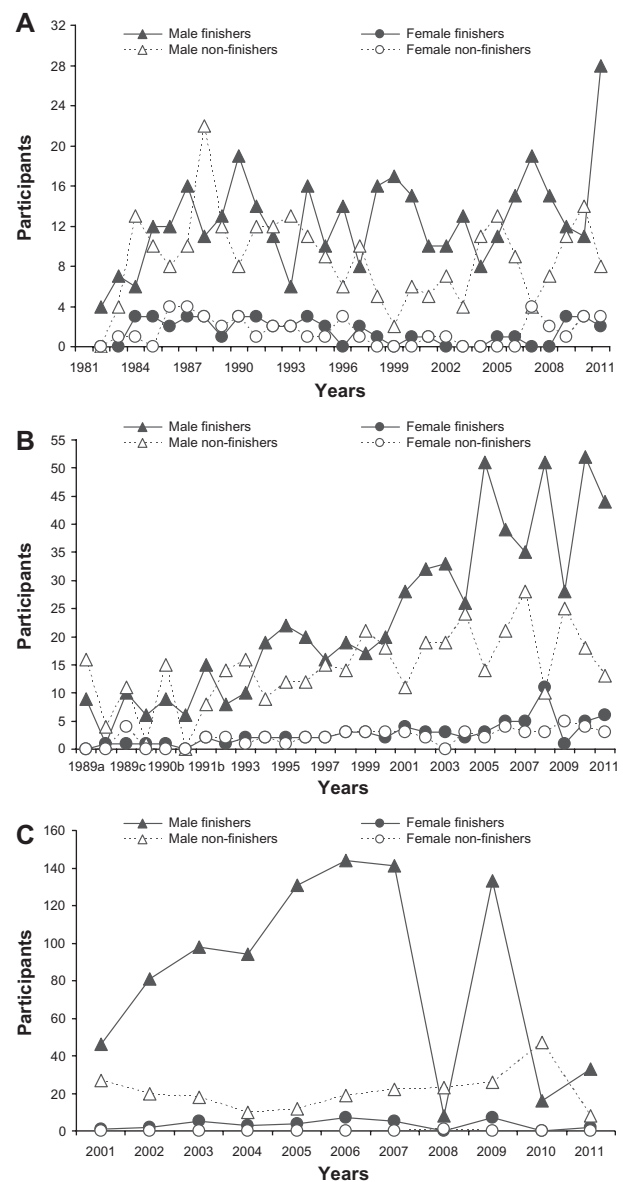 A
Male finishers Female finishers
Male non-finishers Female non-finishers
32
28
24
20
16
12
8
4
0
Participants
1981 1984 1987 1990 1993 1996 1999 2002 2005 2008 2011
Years
B
Male finishers Female finishers
Male non-finishers Female non-finishers
55
50
45
40
35
30
25
20
15
10
5
0
Participants
1989a 1989c 1990b 1991b 1993 1995 1997 1999 2001 2003 2005 2007 2009 2011
Years
C
Male finishers Female finishers
Male non-finishers Female non-finishers
160
140
120
100
80
60
40
20
0
Participants
2001 2002 2003 2004 2005 2006 2007 2008 2009 2010 2011
Years